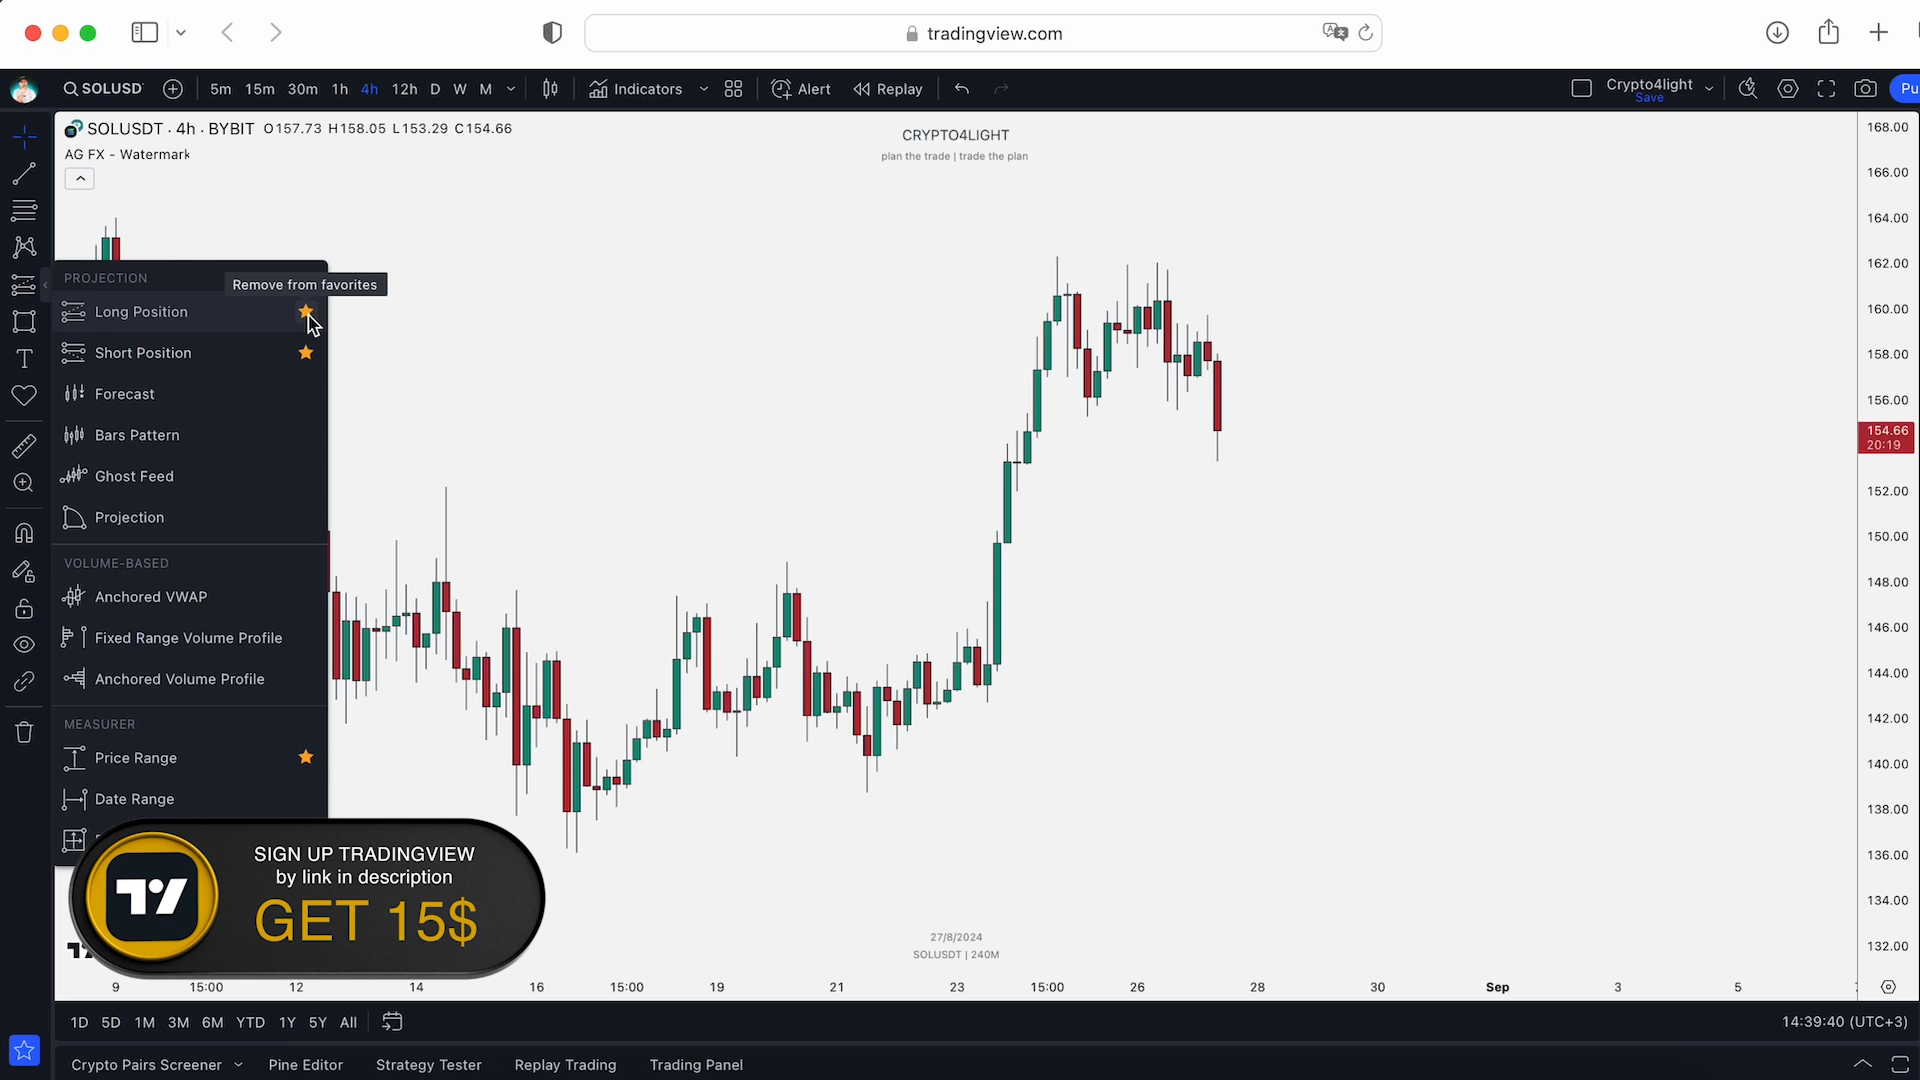 tradingview.com
SOLUSD
5m 15m 30m 1h 4h 12h D W M
Indicators
Alert
Replay
Crypto4light
Save
Pu
SOLUSDT · 4h · BYBIT O157.73 H158.05 L153.29 C154.66
AG FX - Watermark
CRYPTO4LIGHT
plan the trade | trade the plan
PROJECTION
Remove from favorites
Long Position
Short Position
Forecast
Bars Pattern
Ghost Feed
Projection
VOLUME-BASED
Anchored VWAP
Fixed Range Volume Profile
Anchored Volume Profile
MEASURER
Price Range
Date Range
SIGN UP TRADINGVIEW
by link in description
GET 15$
168.00
166.00
164.00
162.00
160.00
158.00
156.00
154.66
20:19
152.00
150.00
148.00
146.00
144.00
142.00
140.00
138.00
136.00
134.00
132.00
27/8/2024
SOLUSDT | 240M
9 15:00 12 14 16 15:00 19 21 23 15:00 26 28 30 Sep 3 5
1D 5D 1M 3M 6M YTD 1Y 5Y All
14:39:40 (UTC+3)
Crypto Pairs Screener
Pine Editor
Strategy Tester
Replay Trading
Trading Panel